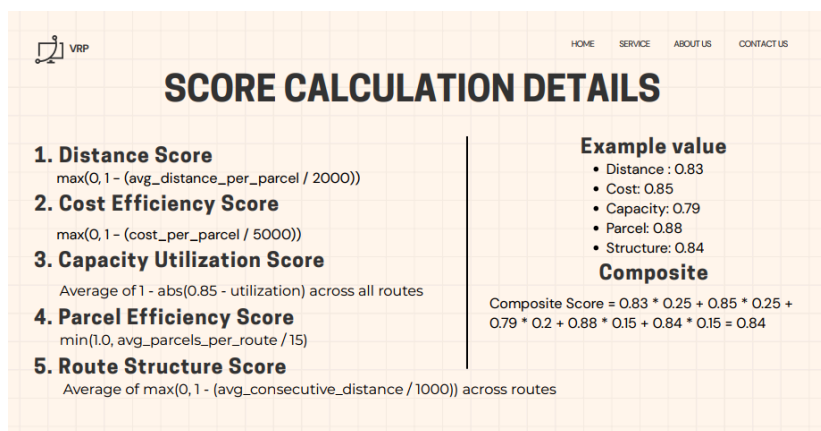 VRP
HOME SERVICE ABOUT US CONTACT US
SCORE CALCULATION DETAILS
1. Distance Score
max(0, 1 - (avg_distance_per_parcel / 2000))
2. Cost Efficiency Score
max(0, 1 - (cost_per_parcel / 5000))
3. Capacity Utilization Score
Average of 1 - abs(0.85 - utilization) across all routes
4. Parcel Efficiency Score
min(1.0, avg_parcels_per_route / 15)
5. Route Structure Score
Average of max(0, 1 - (avg_consecutive_distance / 1000)) across routes
Example value
• Distance : 0.83
• Cost: 0.85
• Capacity: 0.79
• Parcel: 0.88
• Structure: 0.84
Composite
Composite Score = 0.83 * 0.25 + 0.85 * 0.25 +
0.79 * 0.2 + 0.88 * 0.15 + 0.84 * 0.15 = 0.84